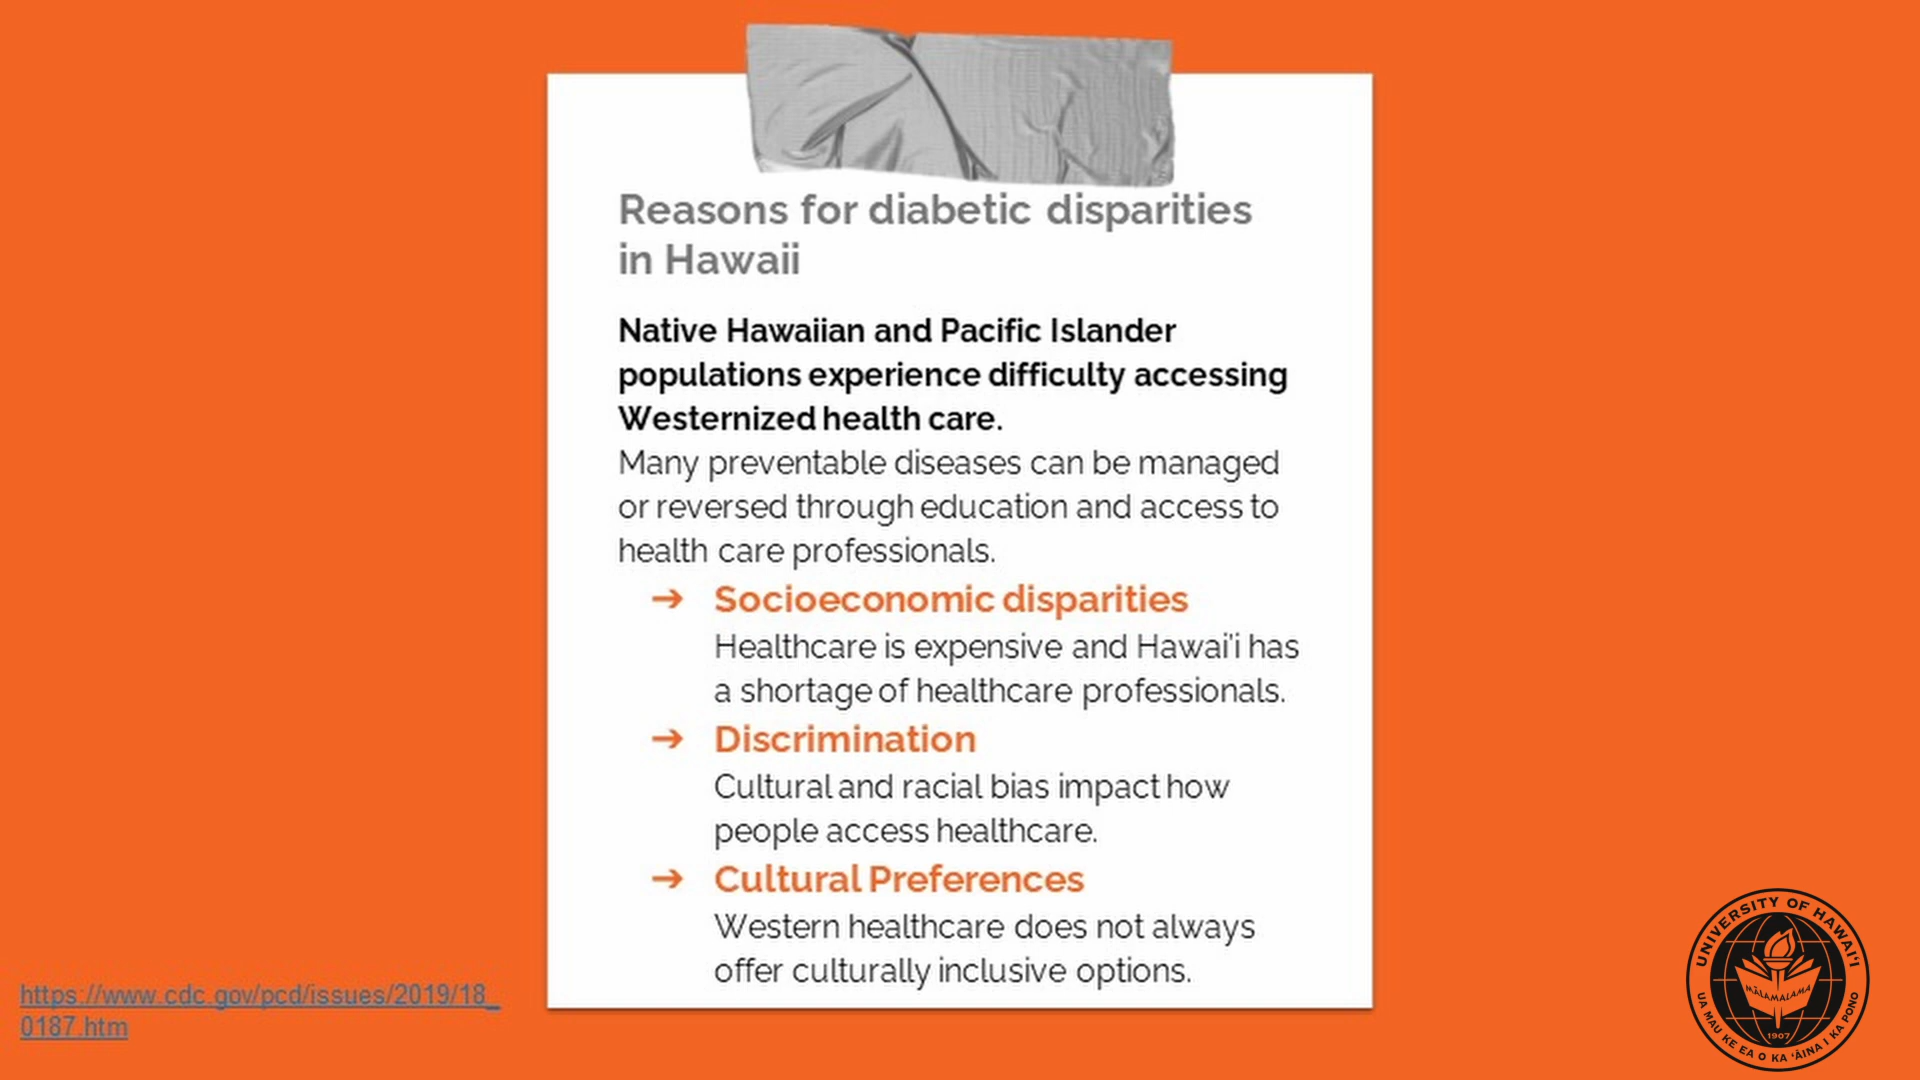 Reasons for diabetic disparities
in Hawaii
Native Hawaiian and Pacific Islander
populations experience difficulty accessing
Westernized health care.
Many preventable diseases can be managed
or reversed through education and access to
health care professionals.
➔ Socioeconomic disparities
Healthcare is expensive and Hawai'i has
a shortage of healthcare professionals.
➔ Discrimination
Cultural and racial bias impact how
people access healthcare.
➔ Cultural Preferences
Western healthcare does not always
offer culturally inclusive options.
https://www.cdc.gov/pcd/issues/2019/18_
0187.htm
UNIVERSITY OF HAWAI‘I
MĀLAMALAMA
1907
UA MAU KE EA O KA ‘ĀINA I KA PONO